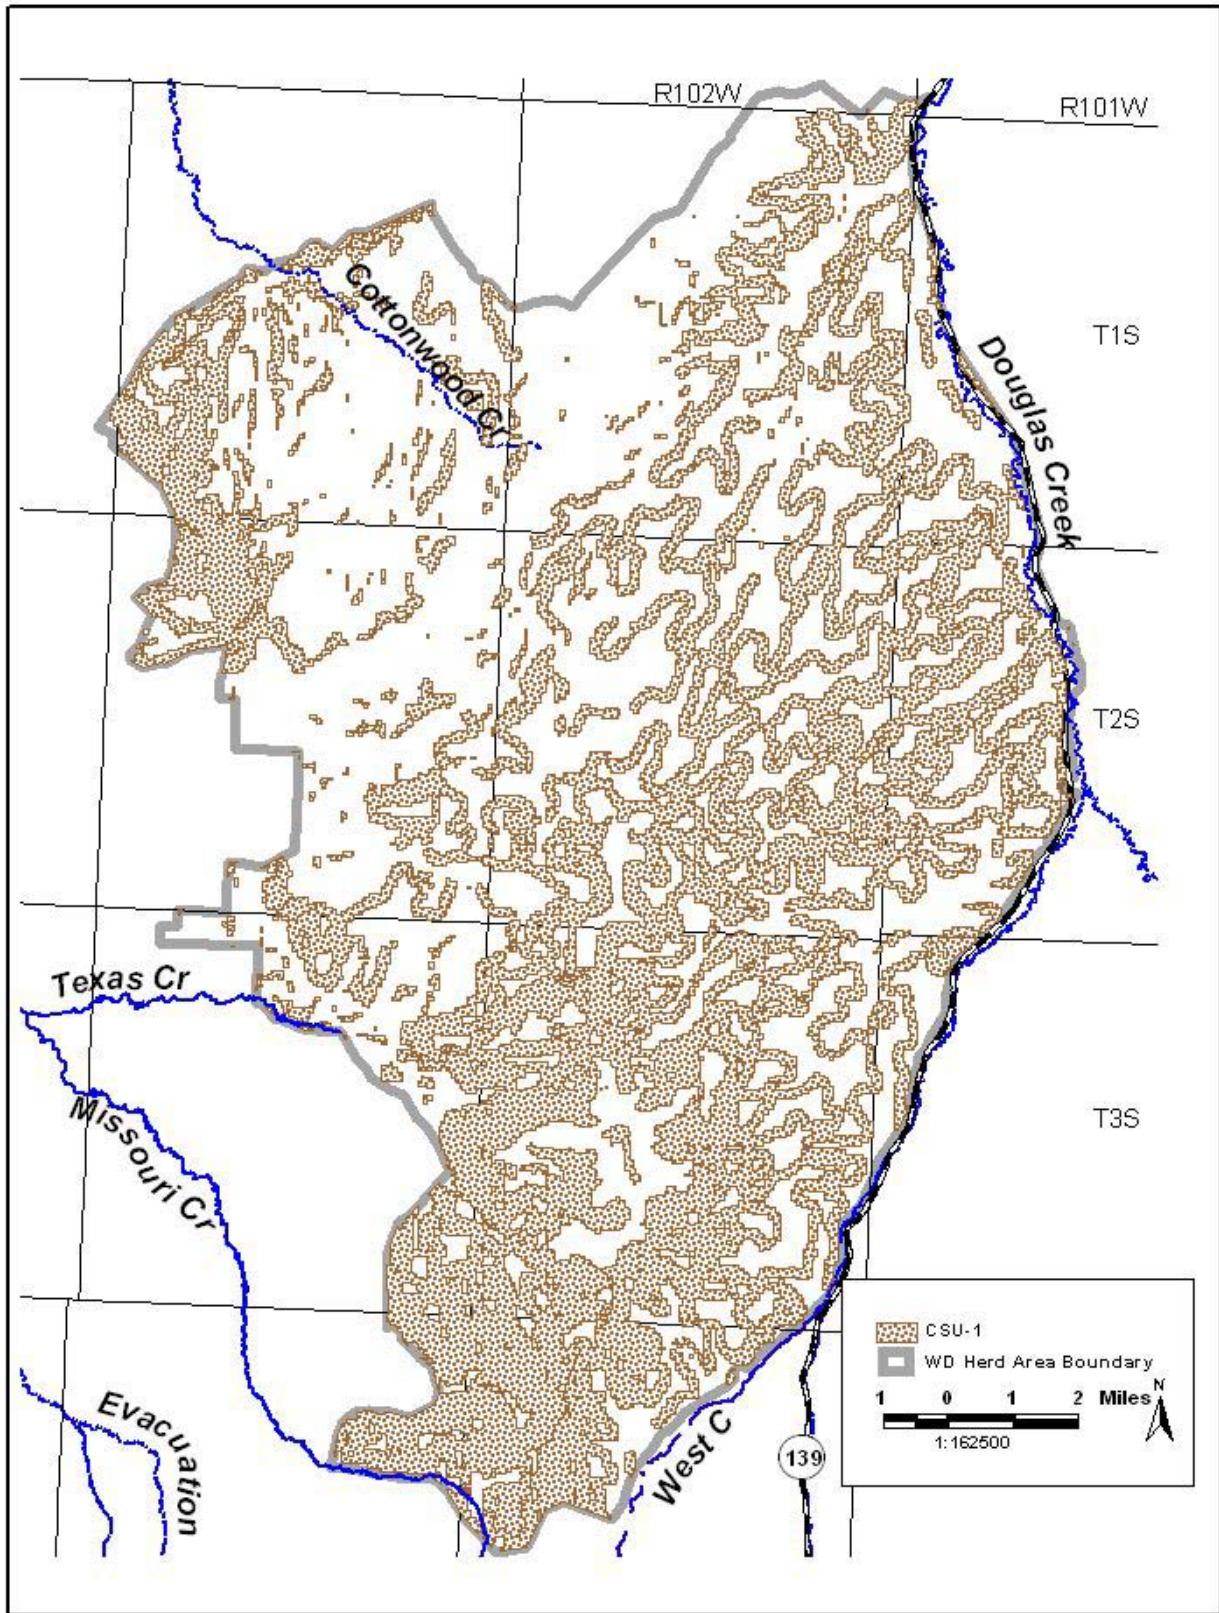 R102W
R101W
Cottonwood Cr
T1S
Douglas Creek
T2S
Texas Cr
Missouri Cr
T3S
CSU-1
WD Herd Area Boundary
1 0 1 2 Miles
N
1:162500
Evacuation
West C
139